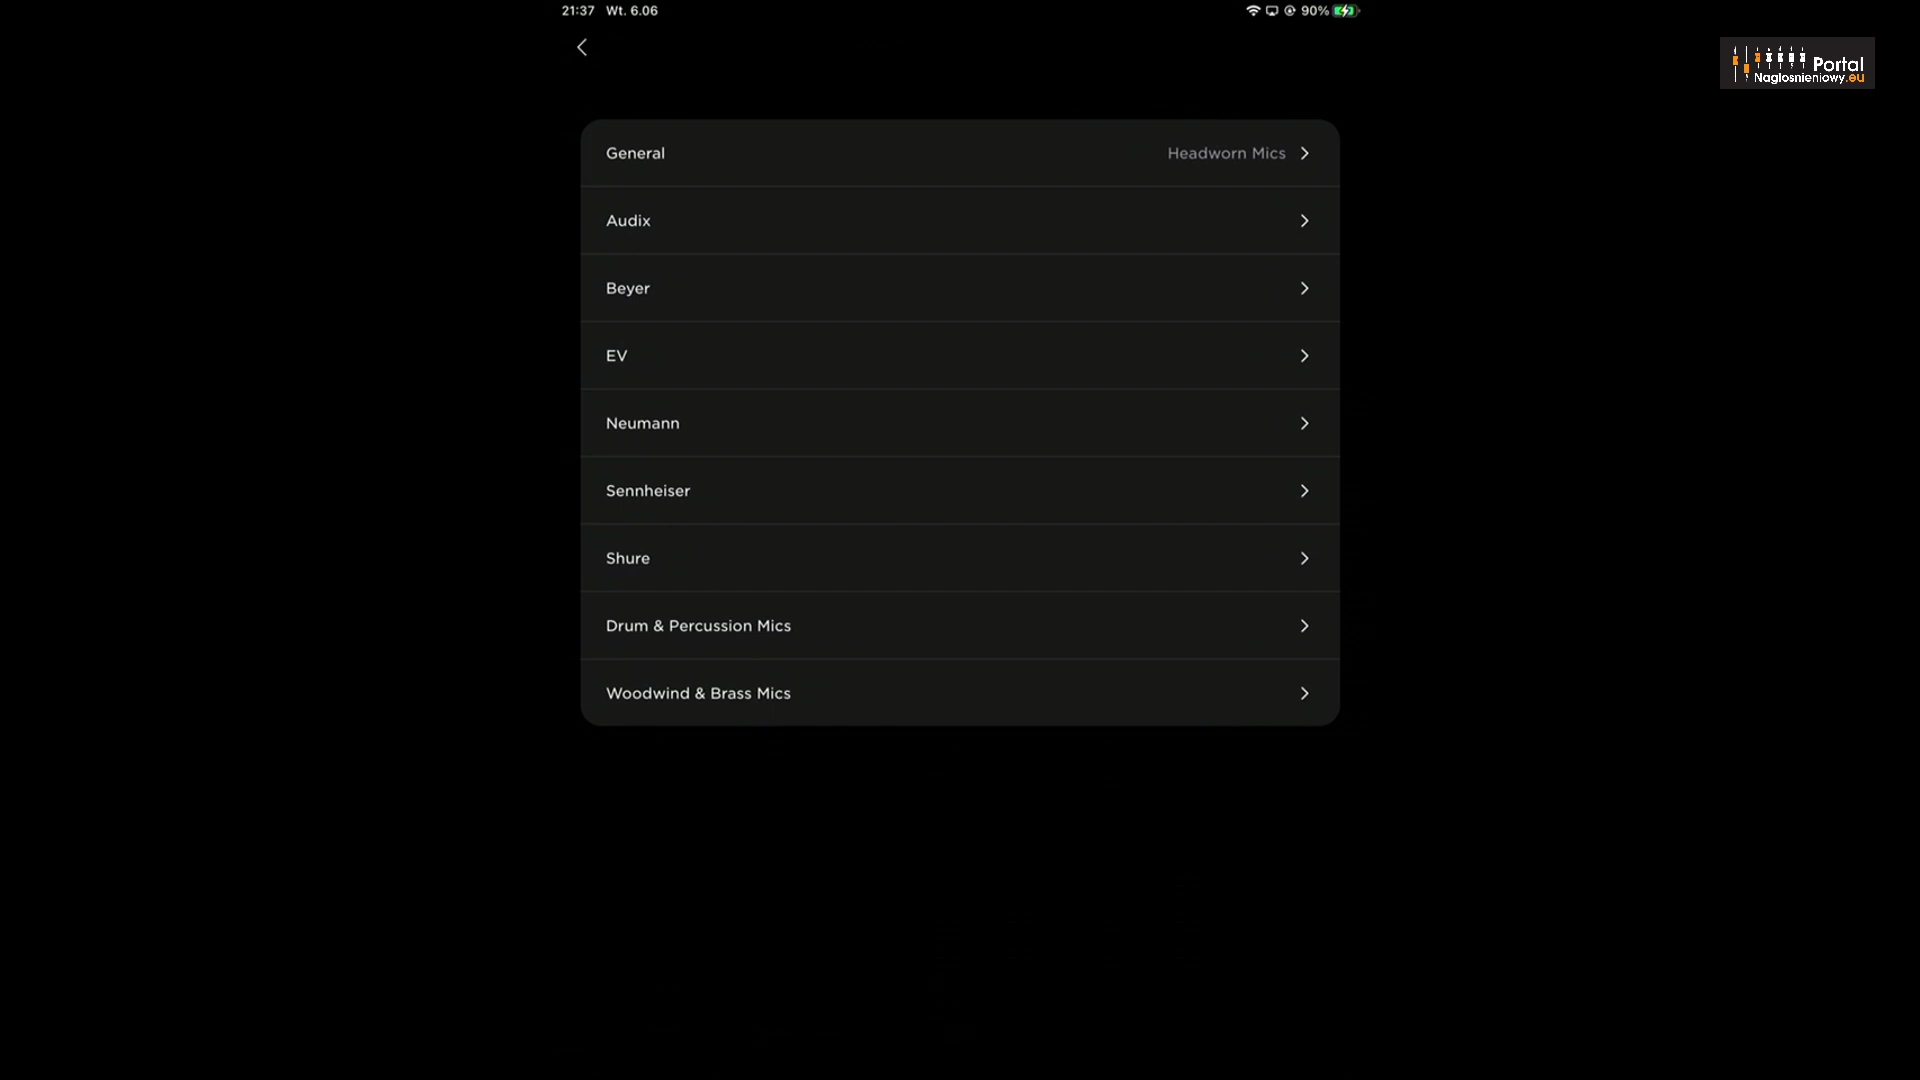 21:37 Wt. 6.06
90%
Portal
Naglosnieniowy.eu
General Headworn Mics
Audix
Beyer
EV
Neumann
Sennheiser
Shure
Drum & Percussion Mics
Woodwind & Brass Mics